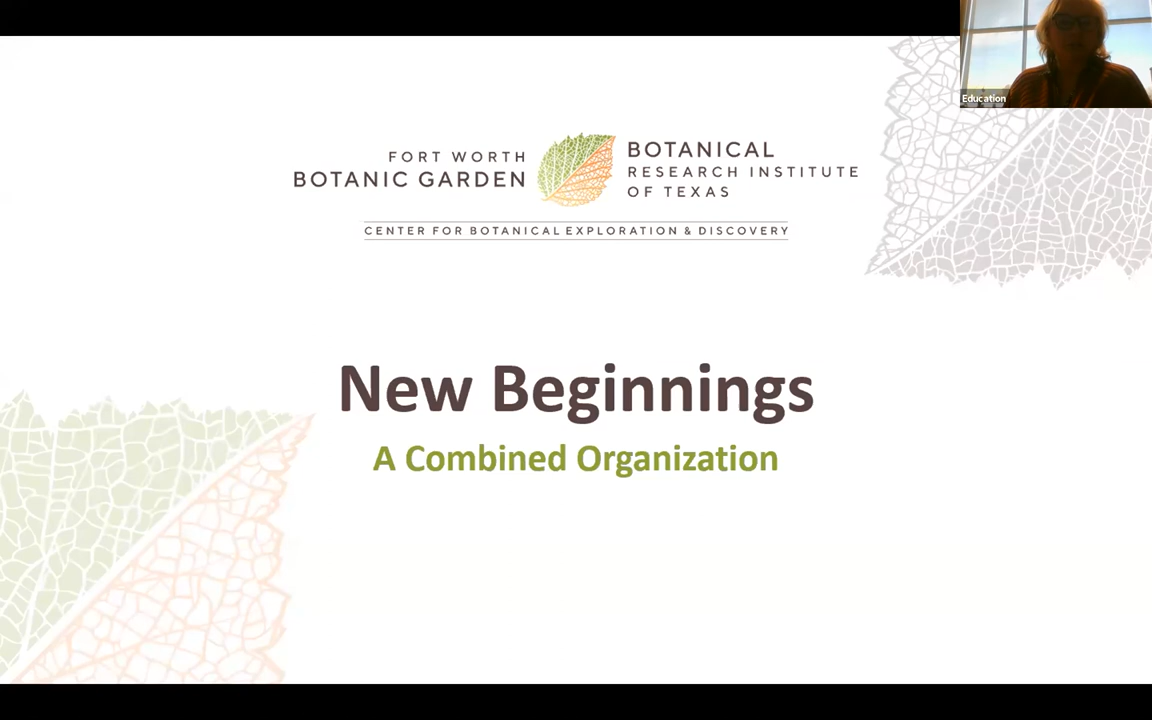 Education
FORT WORTH
BOTANIC GARDEN
BOTANICAL
RESEARCH INSTITUTE
OF TEXAS
CENTER FOR BOTANICAL EXPLORATION & DISCOVERY
New Beginnings
A Combined Organization